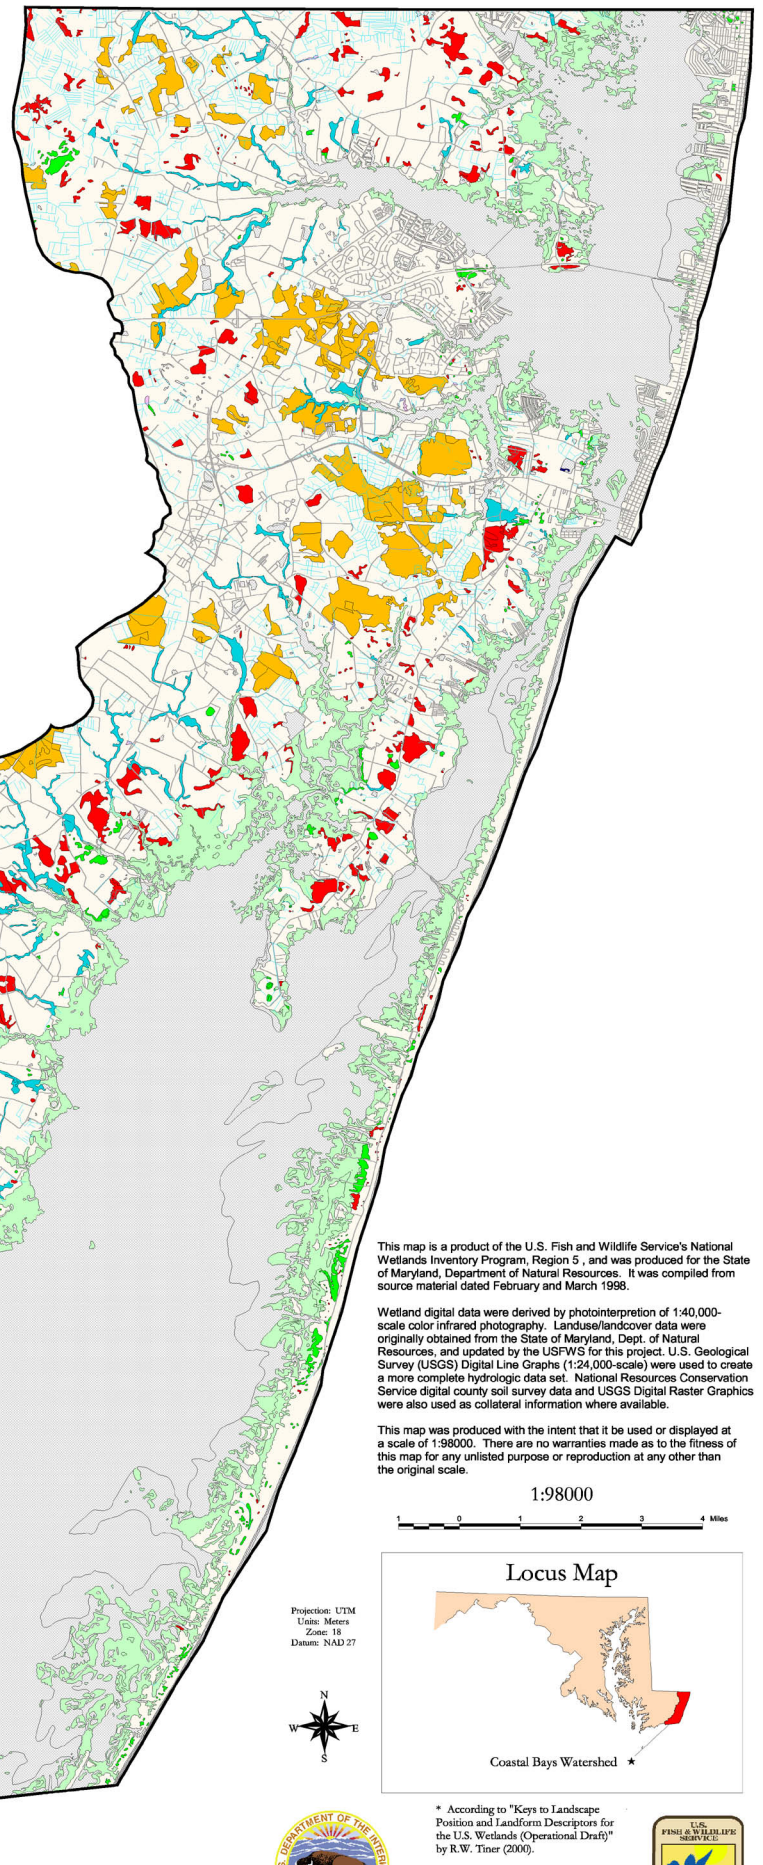 This map is a product of the U.S. Fish and Wildlife Service's National
Wetlands Inventory Program, Region 5 , and was produced for the State
of Maryland, Department of Natural Resources.  It was compiled from
source material dated February and March 1998.
Wetland digital data were derived by photointerpretion of 1:40,000-
scale color infrared photography.  Landuse/landcover data were
originally obtained from the State of Maryland, Dept. of Natural
Resources, and updated by the USFWS for this project. U.S. Geological
Survey (USGS) Digital Line Graphs (1:24,000-scale) were used to create
a more complete hydrologic data set.  National Resources Conservation
Service digital county soil survey data and USGS Digital Raster Graphics
were also used as collateral information where available.
This map was produced with the intent that it be used or displayed at
a scale of 1:98000.  There are no warranties made as to the fitness of
this map for any unlisted purpose or reproduction at any other than
the original scale.
1:98000
1 0 1 2 3 4 Miles
Locus Map
Coastal Bays Watershed
Projection: UTM
Units: Meters
Zone: 18
Datum: NAD 27
N
W E
S
* According to "Keys to Landscape
Position and Landform Descriptors for
the U.S. Wetlands (Operational Draft)"
by R.W. Tiner (2000).
DEPARTMENT OF THE INTERI
U.S.
FISH & WILDLIFE
SERVICE